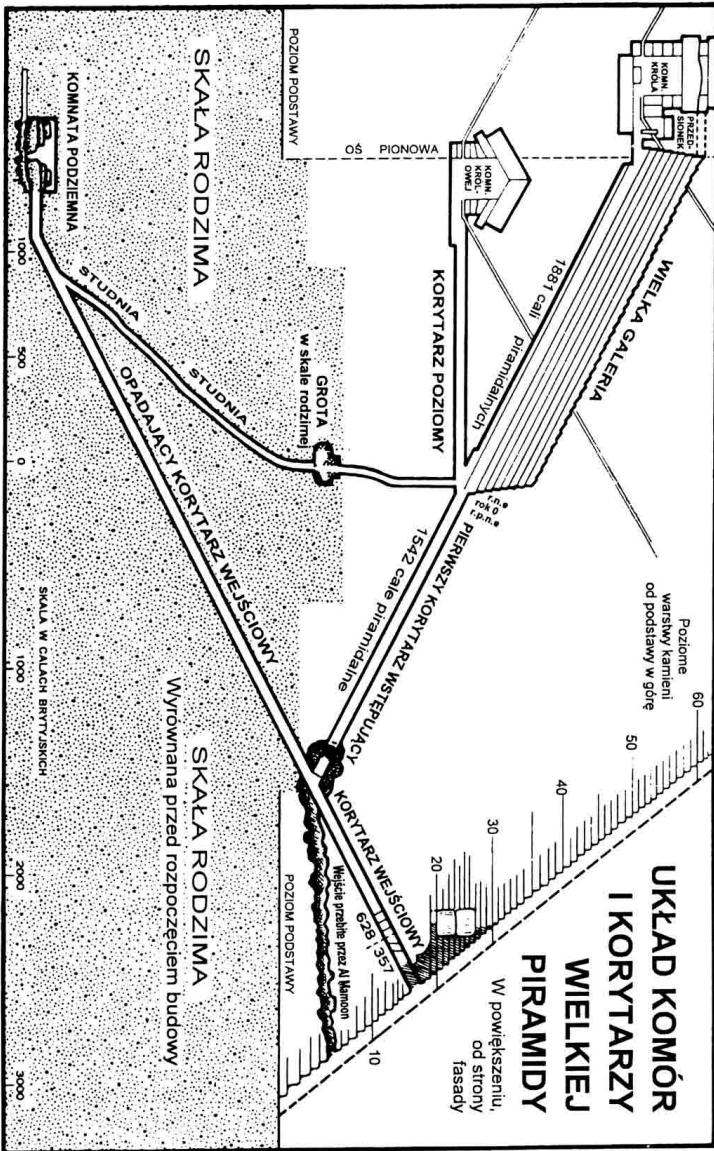 UKŁAD KOMÓR
I KORYTARZY
WIELKIEJ
PIRAMIDY
W powiększeniu,
od strony
fasady
Poziome
warstwy kamieni
od podstawy w górę
60
50
40
30
20
10
KOMN.
KRÓLA
PRZED-
SIONEK
WIELKA GALERIA
1881 cali piramidalnych
OŚ PIONOWA
KOMN.
KRÓL-
OWEJ
KORYTARZ POZIOMY
r.n.e
rok 0
r.p.n.e
PIERWSZY KORYTARZ WSTĘPUJĄCY
1542 cale piramidalne
KORYTARZ WEJŚCIOWY
628 357
Wejście przebite przez Al Mamoon
POZIOM PODSTAWY
POZIOM PODSTAWY
SKAŁA RODZIMA
GROTA
w skale rodzimej
STUDNIA
STUDNIA
OPADAJĄCY KORYTARZ WEJŚCIOWY
SKAŁA RODZIMA
Wyrównana przed rozpoczęciem budowy
KOMNATA PODZIEMNA
SKALA W CALACH BRYTYJSKICH
1000 500 0 1000 2000 3000